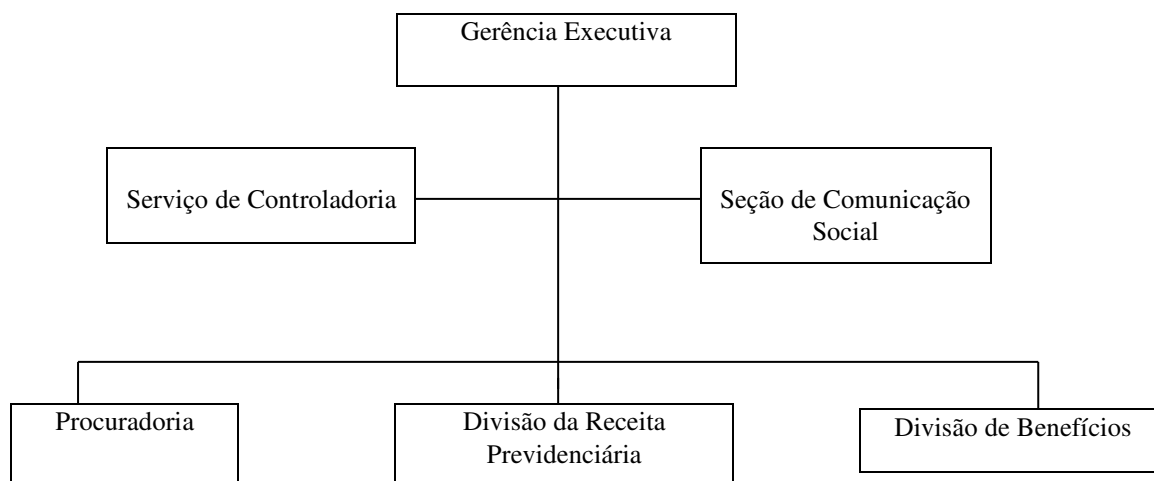 Gerência Executiva
Serviço de Controladoria
Seção de Comunicação
Social
Procuradoria
Divisão da Receita
Previdenciária
Divisão de Benefícios